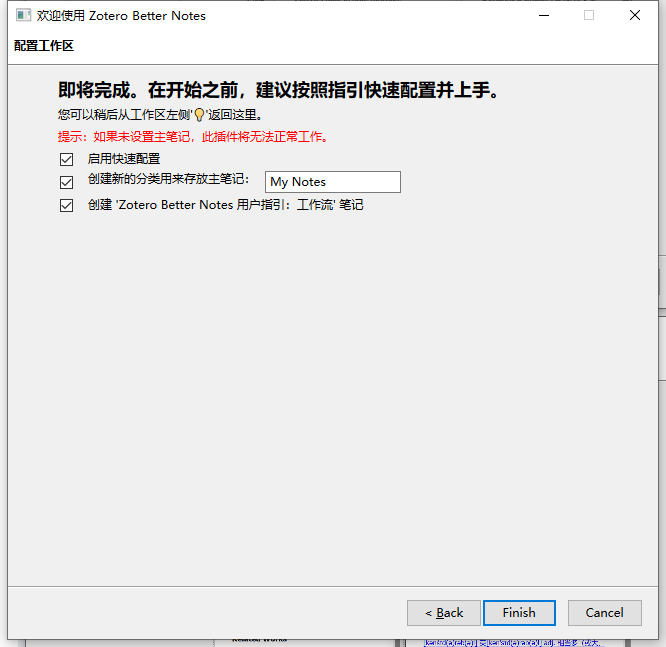 欢迎使用 Zotero Better Notes
配置工作区
即将完成。在开始之前，建议按照指引快速配置并上手。
您可以稍后从工作区左侧'💡'返回这里。
提示：如果未设置主笔记，此插件将无法正常工作。
启用快速配置
创建新的分类用来存放主笔记： My Notes
创建 'Zotero Better Notes 用户指引：工作流' 笔记
< Back Finish Cancel